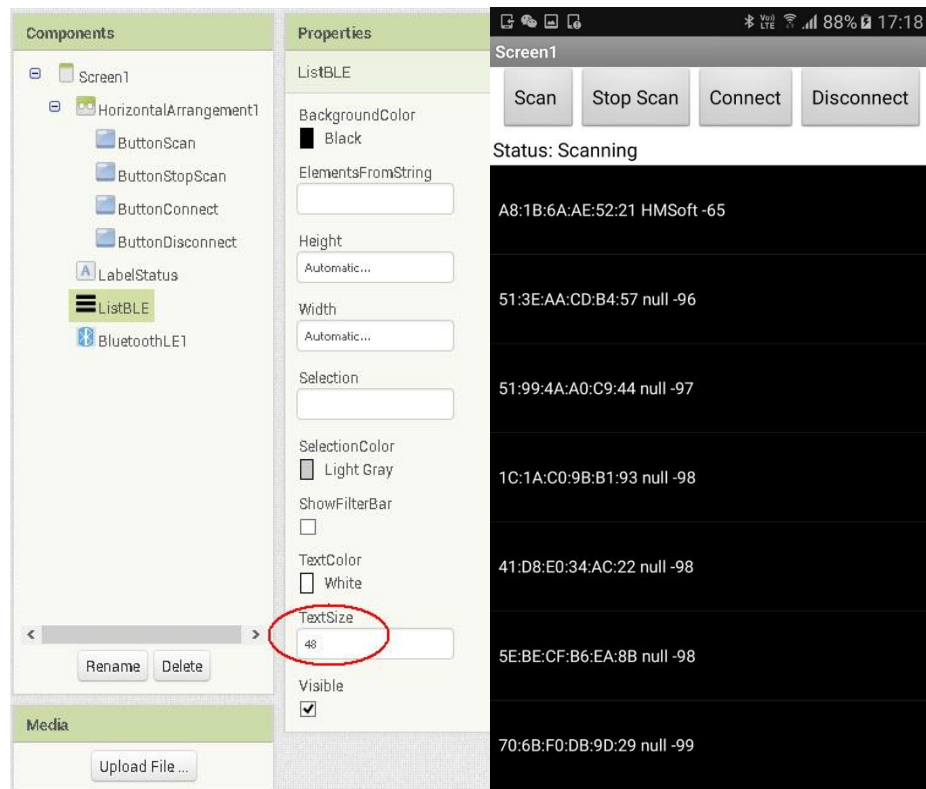 Components
Screen1
HorizontalArrangement1
ButtonScan
ButtonStopScan
ButtonConnect
ButtonDisconnect
LabelStatus
ListBLE
BluetoothLE1
Rename
Delete
Media
Upload File ...
Properties
ListBLE
BackgroundColor
Black
ElementsFromString
Height
Automatic...
Width
Automatic...
Selection
SelectionColor
Light Gray
ShowFilterBar
TextColor
White
TextSize
48
Visible
88% 17:18
Screen1
Scan
Stop Scan
Connect
Disconnect
Status: Scanning
A8:1B:6A:AE:52:21 HMSoft -65
51:3E:AA:CD:B4:57 null -96
51:99:4A:A0:C9:44 null -97
1C:1A:C0:9B:B1:93 null -98
41:D8:E0:34:AC:22 null -98
5E:BE:CF:B6:EA:8B null -98
70:6B:F0:DB:9D:29 null -99